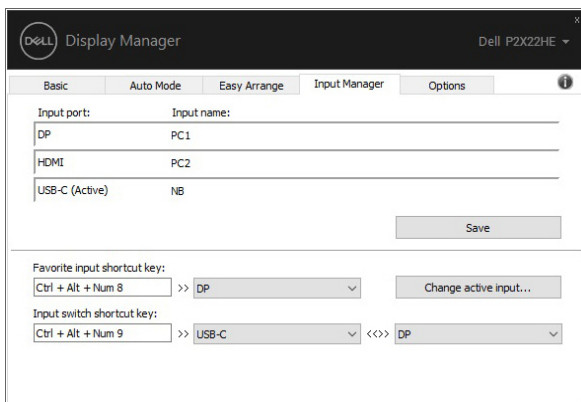 DELL Display Manager Dell P2X22HE
Basic Auto Mode Easy Arrange Input Manager Options
Input port: Input name:
DP PC1
HDMI PC2
USB-C (Active) NB
Save
Favorite input shortcut key:
Ctrl + Alt + Num 8 >> DP Change active input...
Input switch shortcut key:
Ctrl + Alt + Num 9 >> USB-C <<>> DP